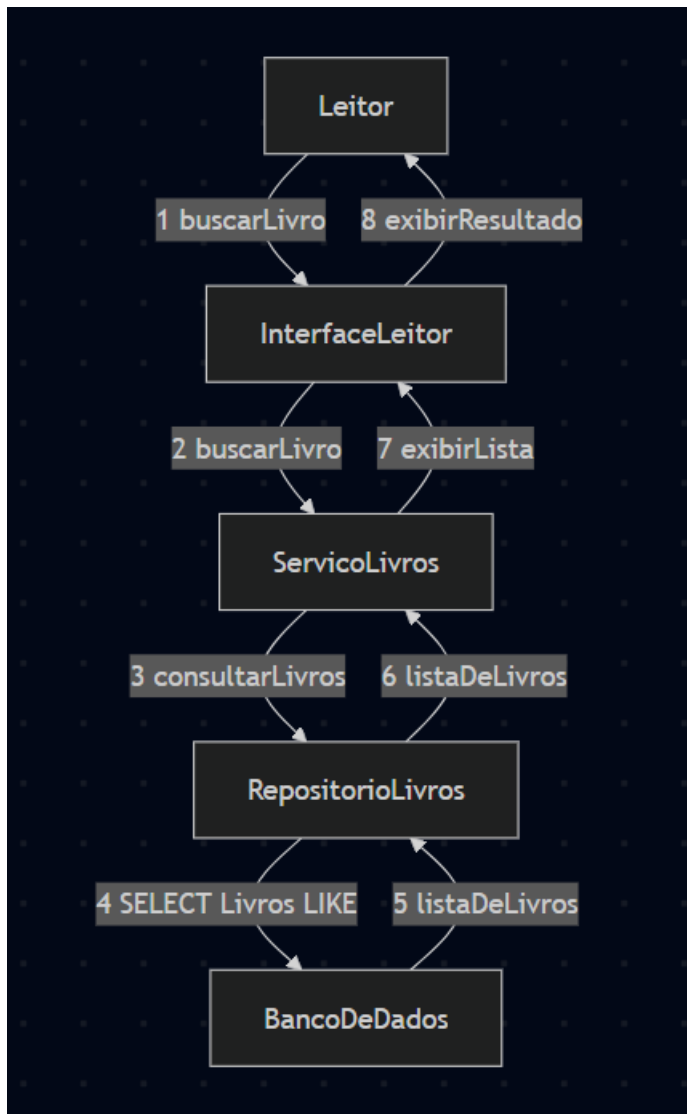 Leitor
1 buscarLivro
8 exibirResultado
InterfaceLeitor
2 buscarLivro
7 exibirLista
ServicoLivros
3 consultarLivros
6 listaDeLivros
RepositorioLivros
4 SELECT Livros LIKE
5 listaDeLivros
BancoDeDados